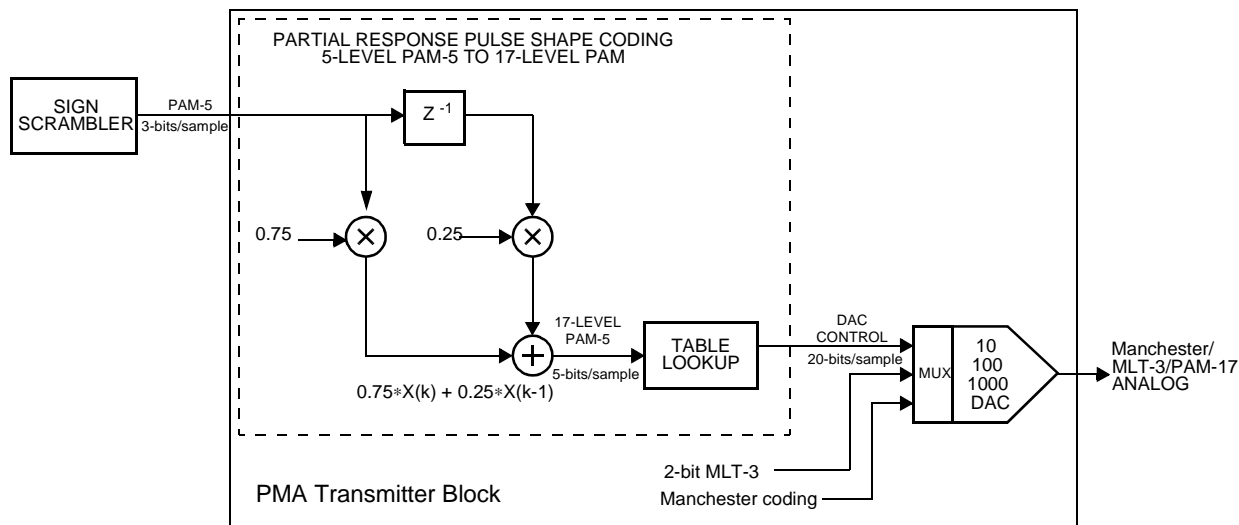 PARTIAL RESPONSE PULSE SHAPE CODING
5-LEVEL PAM-5 TO 17-LEVEL PAM
SIGN
SCRAMBLER
PAM-5
3-bits/sample
Z -1
0.75
×
0.25
×
+
0.75*X(k) + 0.25*X(k-1)
17-LEVEL
PAM-5
5-bits/sample
TABLE
LOOKUP
DAC
CONTROL
20-bits/sample
MUX
10
100
1000
DAC
Manchester/
MLT-3/PAM-17
ANALOG
2-bit MLT-3
Manchester coding
PMA Transmitter Block